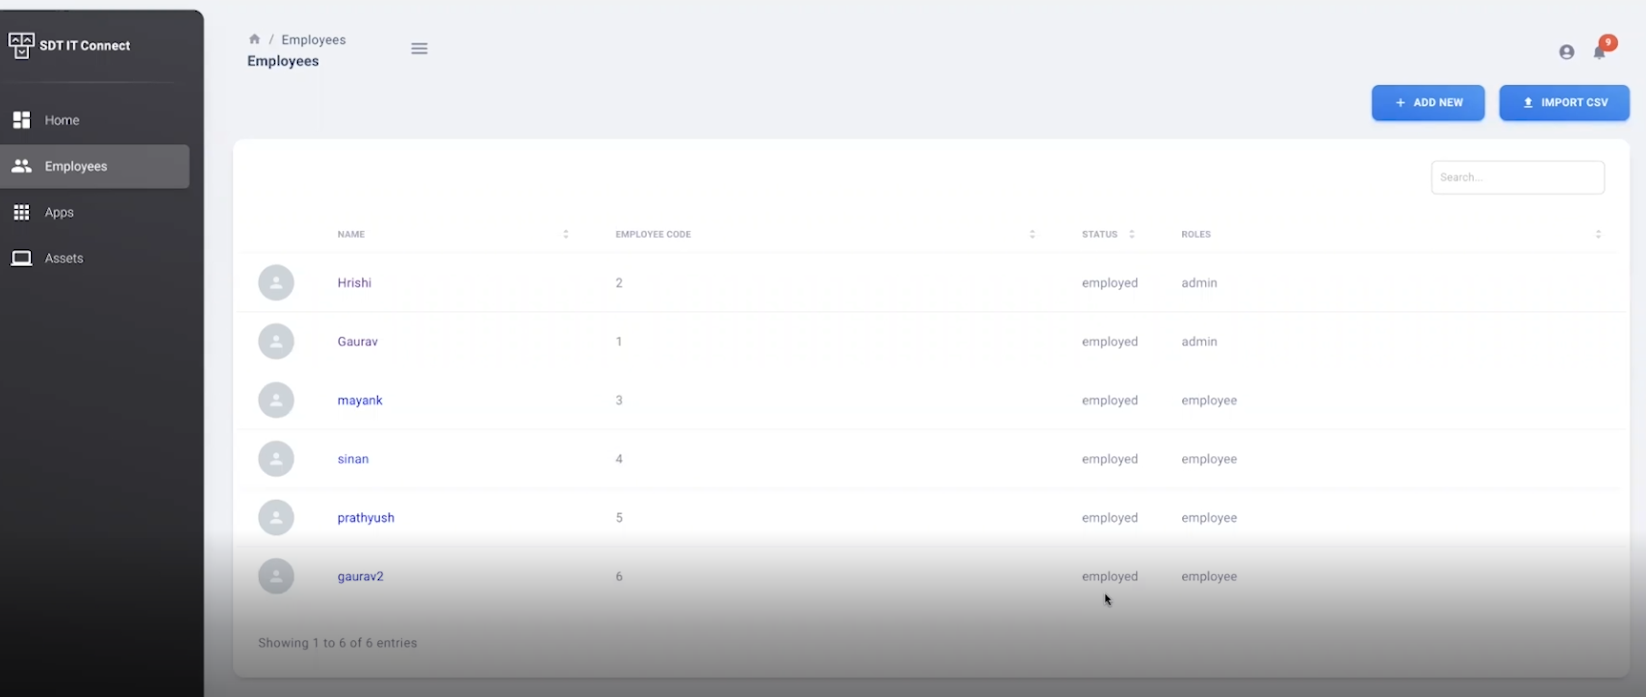 SDT IT Connect
Home
Employees
Apps
Assets
/ Employees
Employees
9
+ ADD NEW
IMPORT CSV
Search...
NAME EMPLOYEE CODE STATUS ROLES
Hrishi 2 employed admin
Gaurav 1 employed admin
mayank 3 employed employee
sinan 4 employed employee
prathyush 5 employed employee
gaurav2 6 employed employee
Showing 1 to 6 of 6 entries